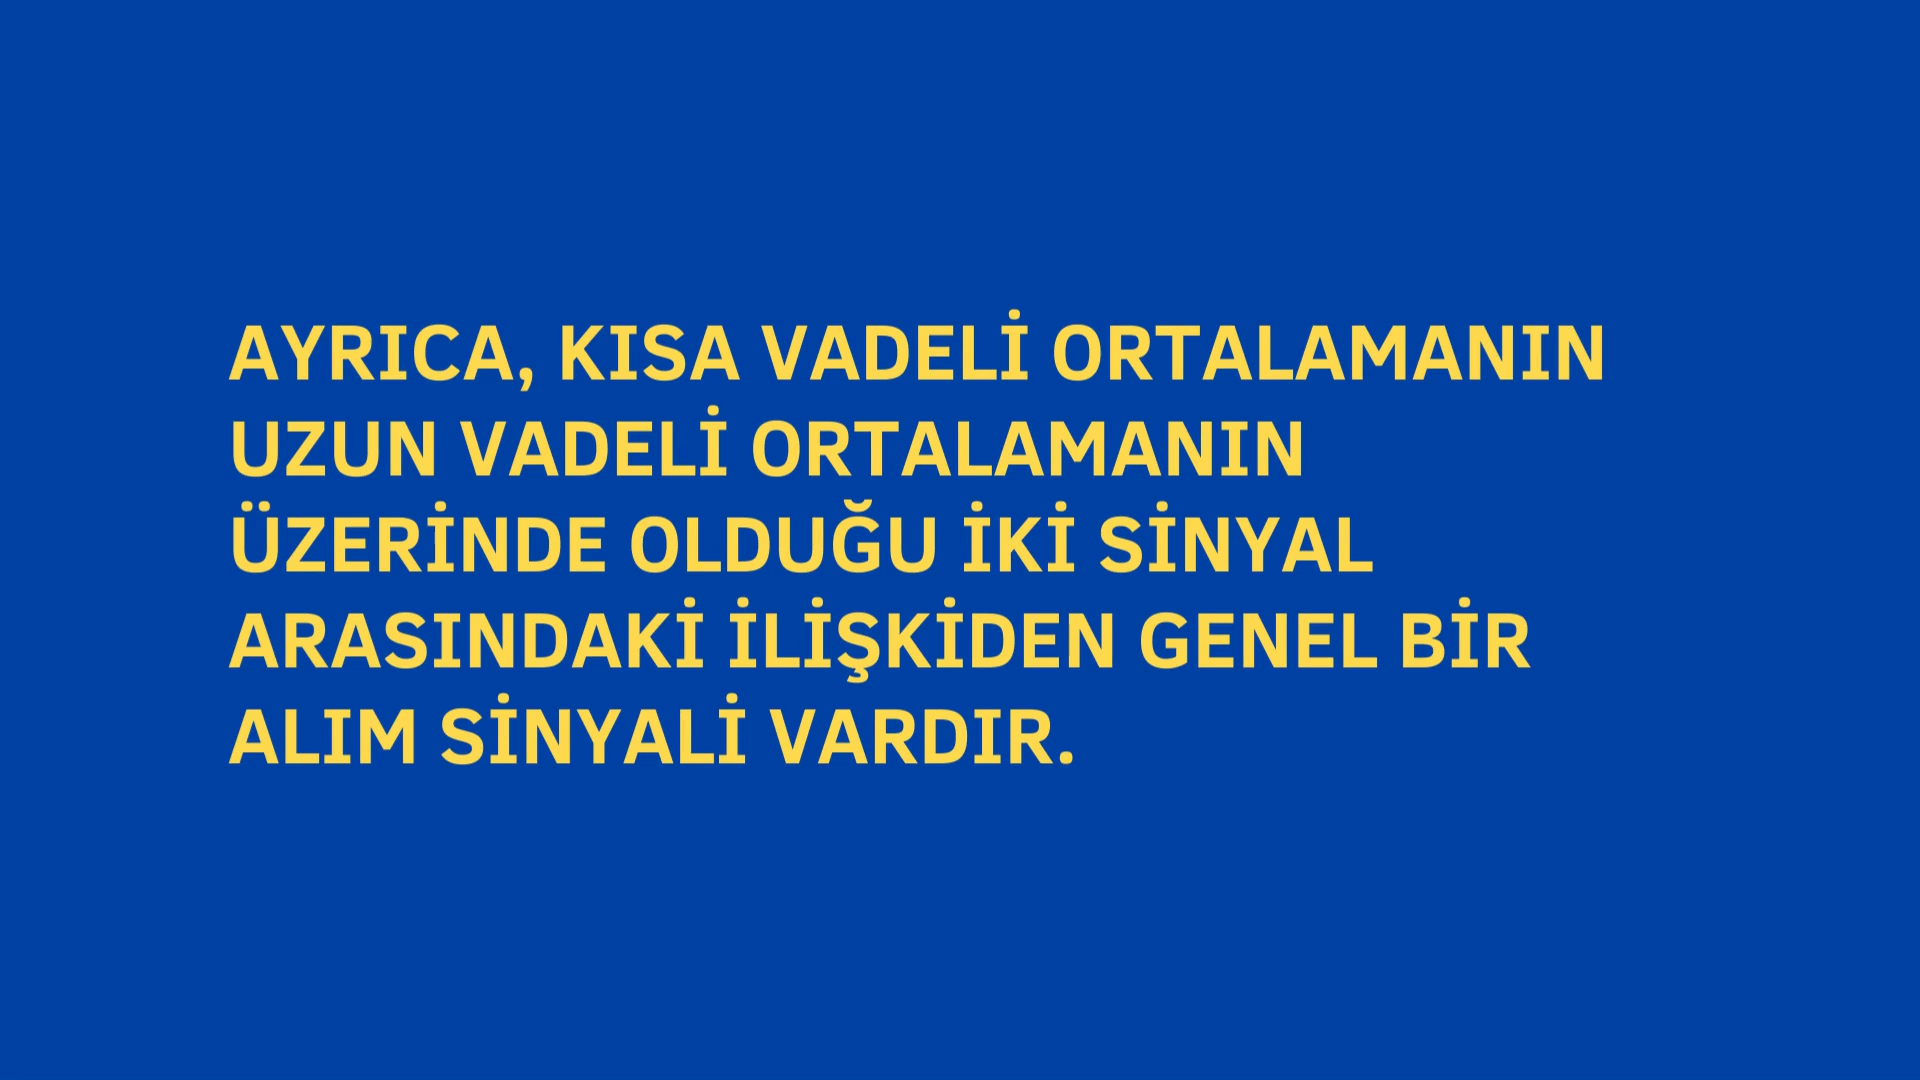 AYRICA, KISA VADELİ ORTALAMANIN
UZUN VADELİ ORTALAMANIN
ÜZERİNDE OLDUĞU İKİ SİNYAL
ARASINDAKİ İLİŞKİDEN GENEL BİR
ALIM SİNYALİ VARDIR.